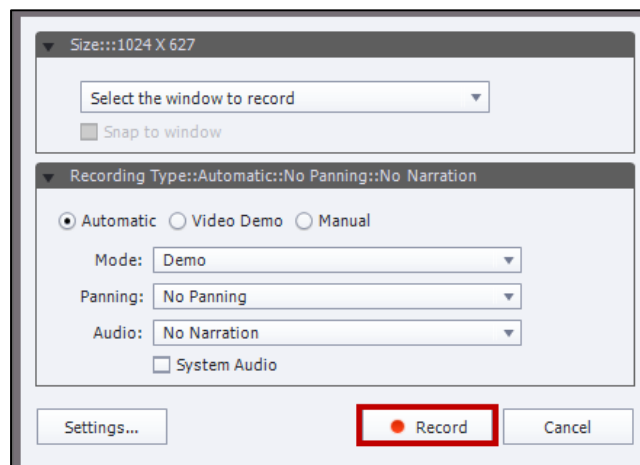 Size:::1024 X 627
Select the window to record
Snap to window
Recording Type::Automatic::No Panning::No Narration
Automatic Video Demo Manual
Mode: Demo
Panning: No Panning
Audio: No Narration
System Audio
Settings... Record Cancel